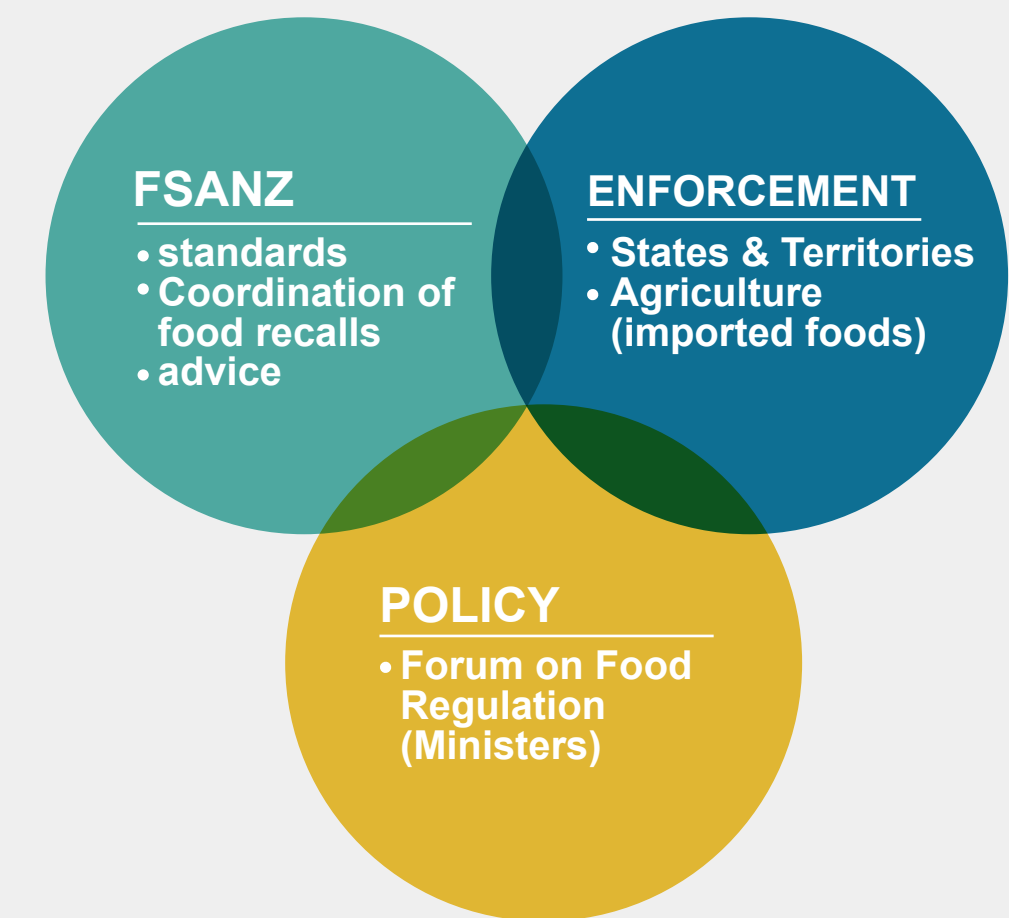 FSANZ
• standards
• Coordination of
food recalls
• advice
ENFORCEMENT
• States & Territories
• Agriculture
(imported foods)
POLICY
• Forum on Food
Regulation
(Ministers)